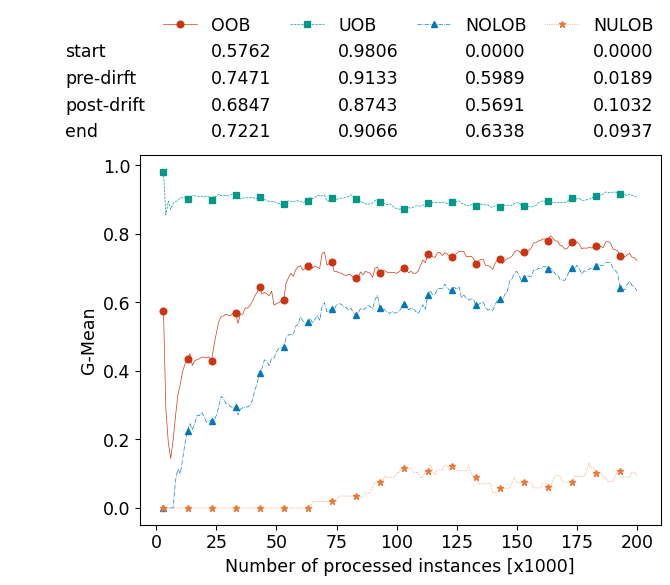 OOB UOB NOLOB NULOB
start 0.5762 0.9806 0.0000 0.0000
pre-dirft 0.7471 0.9133 0.5989 0.0189
post-drift 0.6847 0.8743 0.5691 0.1032
end 0.7221 0.9066 0.6338 0.0937
1.0
0.8
0.6
0.4
0.2
0.0
G-Mean
0 25 50 75 100 125 150 175 200
Number of processed instances [x1000]